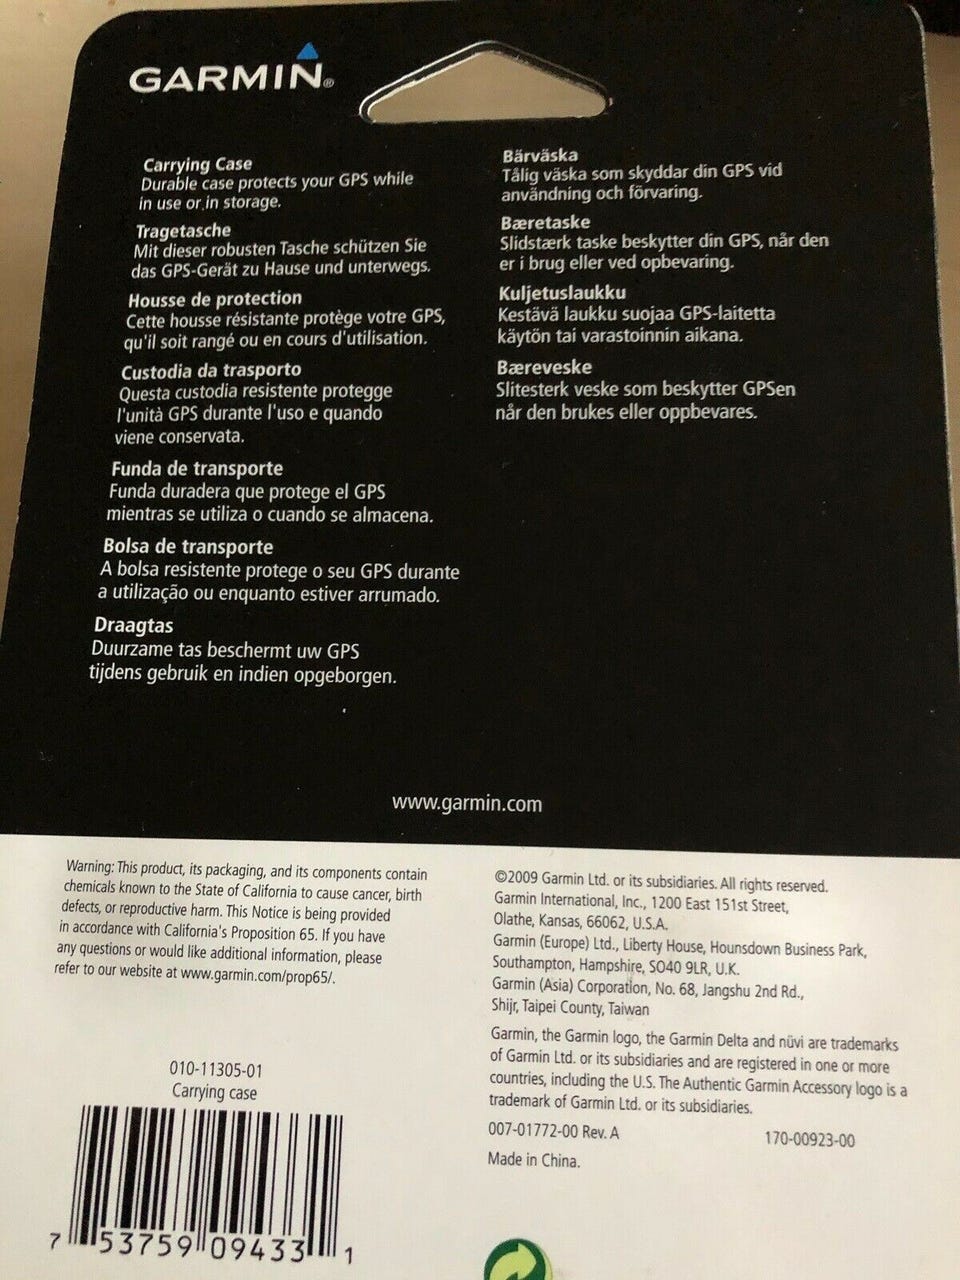 GARMIN®
Carrying Case
Durable case protects your GPS while
in use or in storage.
Tragetasche
Mit dieser robusten Tasche schützen Sie
das GPS-Gerät zu Hause und unterwegs.
Housse de protection
Cette housse résistante protège votre GPS,
qu'il soit rangé ou en cours d'utilisation.
Custodia da trasporto
Questa custodia resistente protegge
l'unità GPS durante l'uso e quando
viene conservata.
Funda de transporte
Funda duradera que protege el GPS
mientras se utiliza o cuando se almacena.
Bolsa de transporte
A bolsa resistente protege o seu GPS durante
a utilização ou enquanto estiver arrumado.
Draagtas
Duurzame tas beschermt uw GPS
tijdens gebruik en indien opgeborgen.
Bärväska
Tålig väska som skyddar din GPS vid
användning och förvaring.
Bæretaske
Slidstærk taske beskytter din GPS, når den
er i brug eller ved opbevaring.
Kuljetuslaukku
Kestävä laukku suojaa GPS-laitetta
käytön tai varastoinnin aikana.
Bæreveske
Slitesterk veske som beskytter GPSen
når den brukes eller oppbevares.
www.garmin.com
Warning: This product, its packaging, and its components contain
chemicals known to the State of California to cause cancer, birth
defects, or reproductive harm. This Notice is being provided
in accordance with California's Proposition 65. If you have
any questions or would like additional information, please
refer to our website at www.garmin.com/prop65/.
010-11305-01
Carrying case
7 53759 09433 1
©2009 Garmin Ltd. or its subsidiaries. All rights reserved.
Garmin International, Inc., 1200 East 151st Street,
Olathe, Kansas, 66062, U.S.A.
Garmin (Europe) Ltd., Liberty House, Hounsdown Business Park,
Southampton, Hampshire, SO40 9LR, U.K.
Garmin (Asia) Corporation, No. 68, Jangshu 2nd Rd.,
Shijr, Taipei County, Taiwan
Garmin, the Garmin logo, the Garmin Delta and nüvi are trademarks
of Garmin Ltd. or its subsidiaries and are registered in one or more
countries, including the U.S. The Authentic Garmin Accessory logo is a
trademark of Garmin Ltd. or its subsidiaries.
007-01772-00 Rev. A 170-00923-00
Made in China.